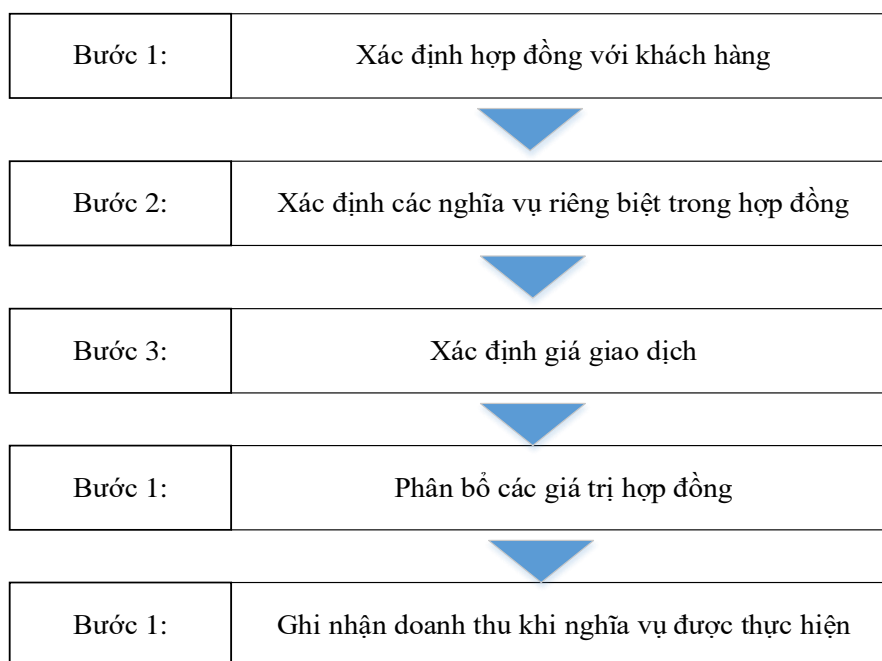 Bước 1: Xác định hợp đồng với khách hàng
Bước 2: Xác định các nghĩa vụ riêng biệt trong hợp đồng
Bước 3: Xác định giá giao dịch
Bước 1: Phân bổ các giá trị hợp đồng
Bước 1: Ghi nhận doanh thu khi nghĩa vụ được thực hiện